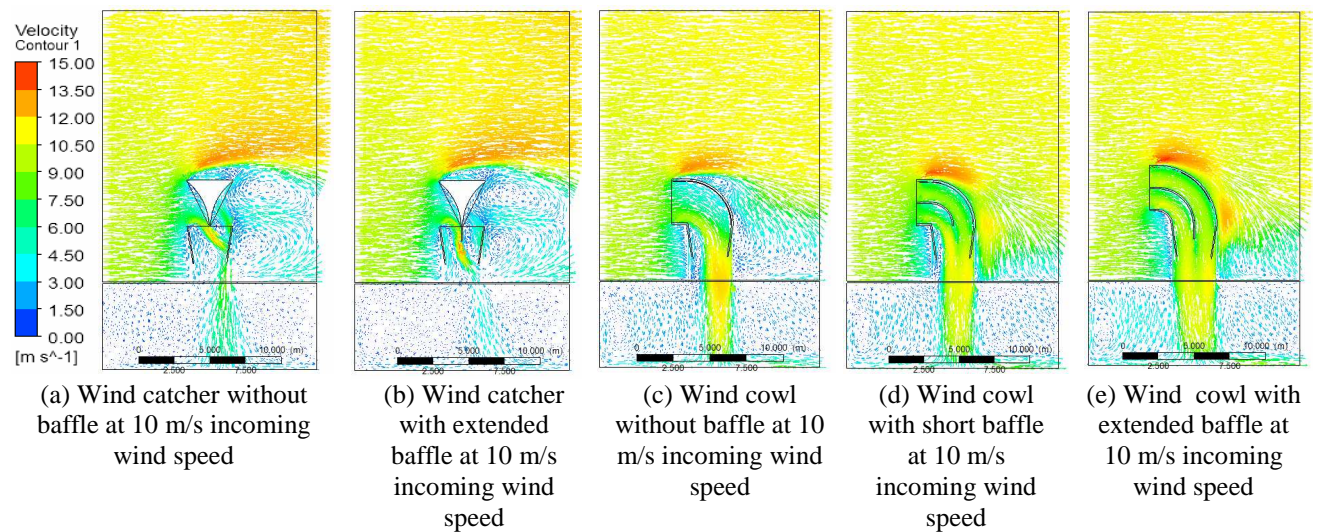 Velocity
Contour 1
15.00
13.50
12.00
10.50
9.00
7.50
6.00
4.50
3.00
1.50
0.00
[m s^-1]
0 5.000 10.000 (m)
2.500 7.500
0 5.000 10.000 (m)
2.500 7.500
0 5.000 10.000 (m)
2.500 7.500
0 5.000 10.000 (m)
2.500 7.500
0 5.000 10.000 (m)
2.500 7.500
(a) Wind catcher without
baffle at 10 m/s incoming
wind speed
(b) Wind catcher
with extended
baffle at 10 m/s
incoming wind
speed
(c) Wind cowl
without baffle at 10
m/s incoming wind
speed
(d) Wind cowl
with short baffle
at 10 m/s
incoming wind
speed
(e) Wind cowl with
extended baffle at
10 m/s incoming
wind speed